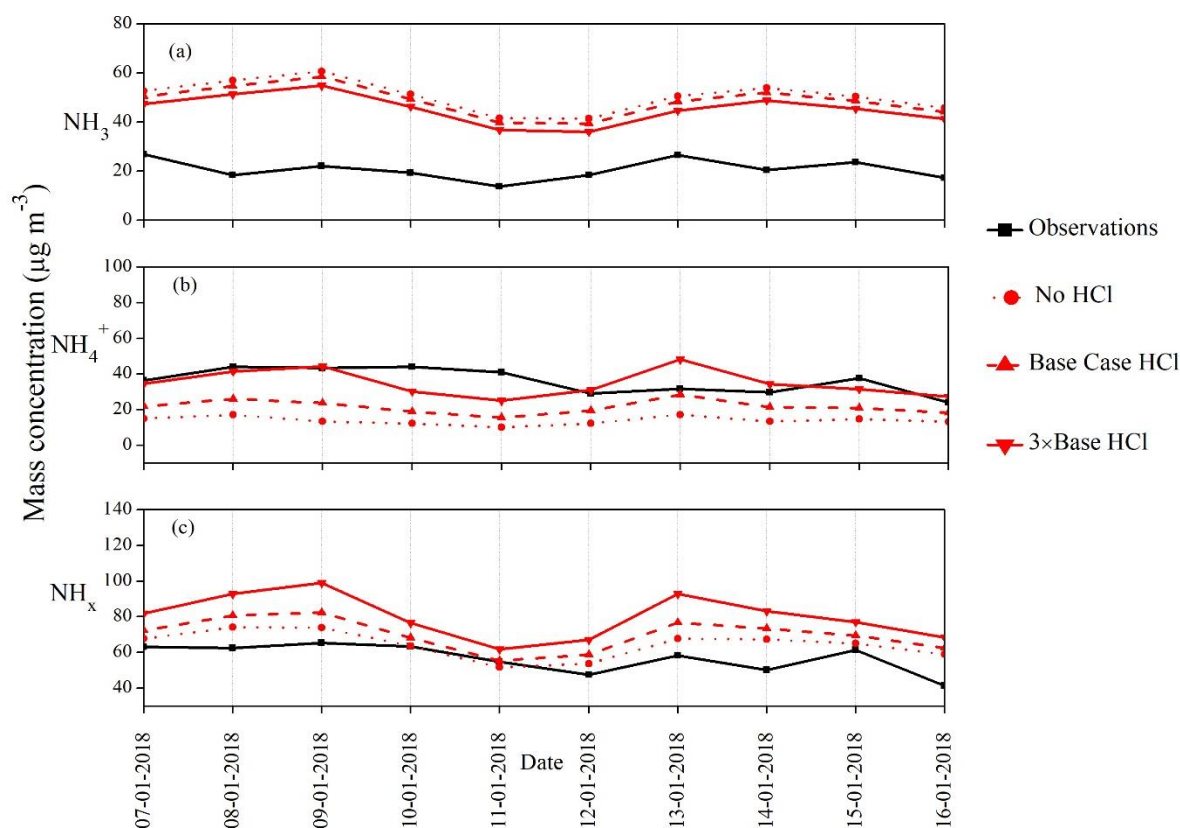 Mass concentration (µg m⁻³)
(a)
NH₃
80
60
40
20
0
(b)
NH₄⁺
100
80
60
40
20
0
(c)
NHₓ
140
120
100
80
60
40
Observations
No HCl
Base Case HCl
3×Base HCl
07-01-2018
08-01-2018
09-01-2018
10-01-2018
11-01-2018
12-01-2018
13-01-2018
14-01-2018
15-01-2018
16-01-2018
Date